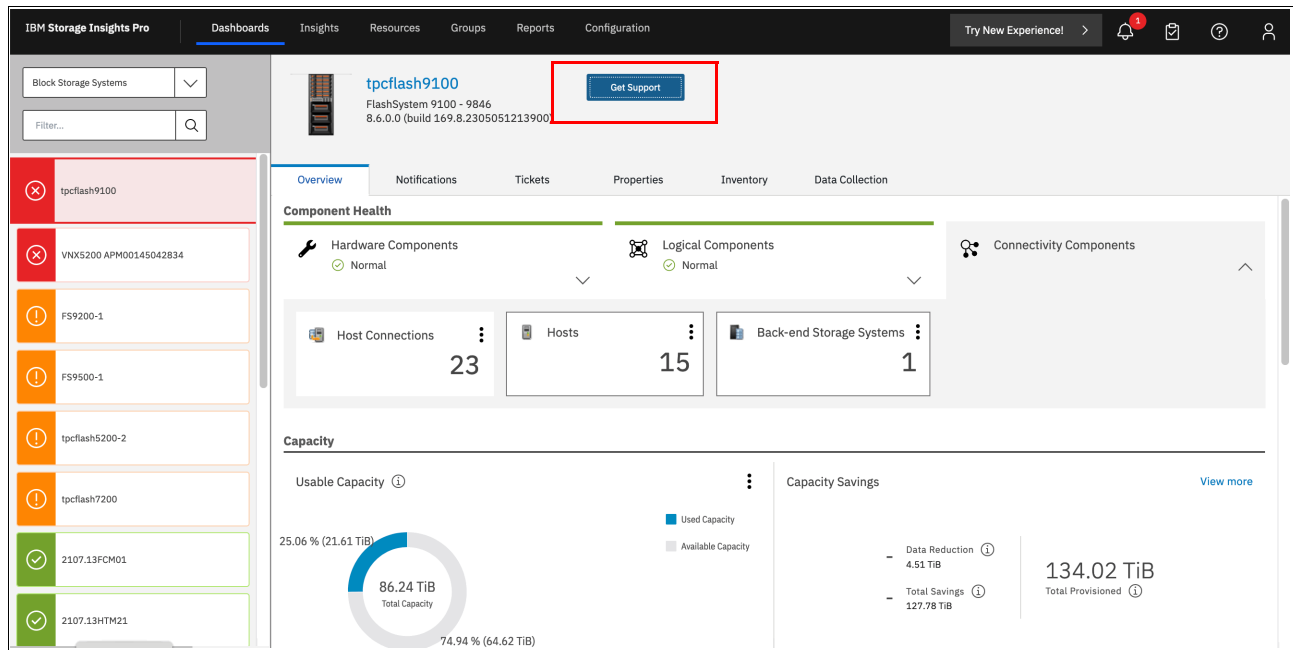 IBM Storage Insights Pro
Dashboards
Insights
Resources
Groups
Reports
Configuration
Try New Experience!
1
Block Storage Systems
Filter...
tpcflash9100
VNX5200 APM00145042834
FS9200-1
FS9500-1
tpcflash5200-2
tpcflash7200
2107.13FCM01
2107.13HTM21
tpcflash9100
FlashSystem 9100 - 9846
8.6.0.0 (build 169.8.2305051213900)
Get Support
Overview
Notifications
Tickets
Properties
Inventory
Data Collection
Component Health
Hardware Components
Normal
Logical Components
Normal
Connectivity Components
Host Connections
23
Hosts
15
Back-end Storage Systems
1
Capacity
Usable Capacity
Used Capacity
Available Capacity
25.06 % (21.61 TiB)
86.24 TiB
Total Capacity
74.94 % (64.62 TiB)
Capacity Savings
View more
- Data Reduction
4.51 TiB
- Total Savings
127.78 TiB
134.02 TiB
Total Provisioned